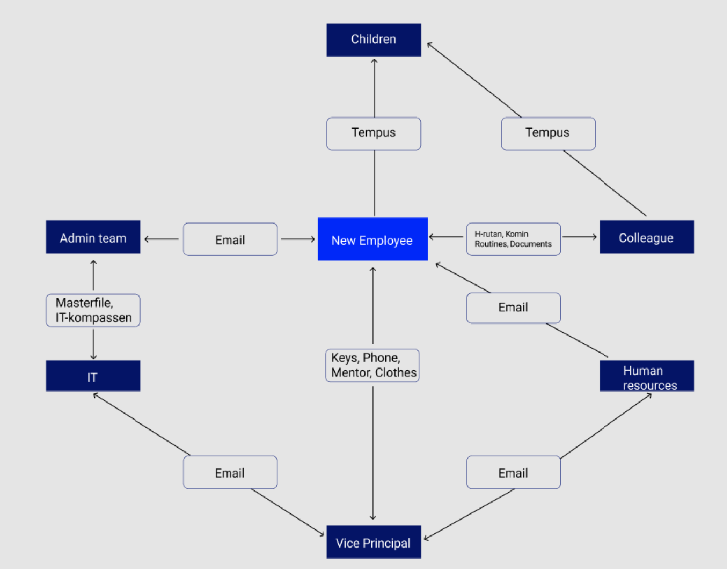 Children
Tempus
Tempus
Admin team
Email
New Employee
H-rutan, Komin
Routines, Documents
Colleague
Masterfile,
IT-kompassen
Email
Keys, Phone,
Mentor, Clothes
IT
Human
resources
Email
Email
Vice Principal